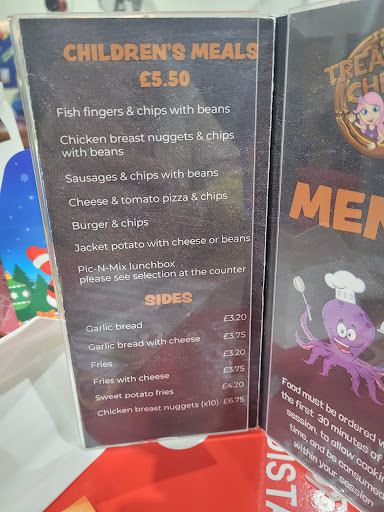 CHILDREN'S MEALS
£5.50
Fish fingers & chips with beans
Chicken breast nuggets & chips
with beans
Sausages & chips with beans
Cheese & tomato pizza & chips
Burger & chips
Jacket potato with cheese or beans
Pic-N-Mix lunchbox
please see selection at the counter
SIDES
Garlic bread £3.20
Garlic bread with cheese £3.75
Fries £3.20
Fries with cheese £3.75
Sweet potato fries £4.20
Chicken breast nuggets (x10) £6.75
TREA
CH
MEN
Food must be ordered
the first 30 minutes of
session, to allow cookin
time, and be consumed
within your session
PISTA